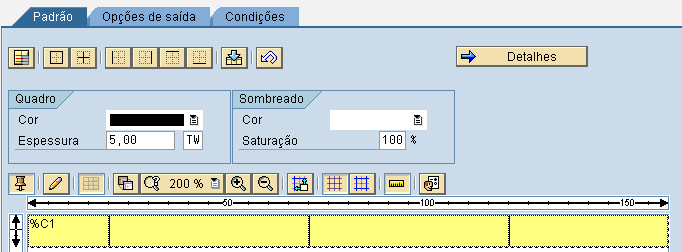 Padrão Opções de saída Condições
Detalhes
Quadro Sombreado
Cor Cor
Espessura 5,00 TW Saturação 100 %
200 %
50 100 150
%C1